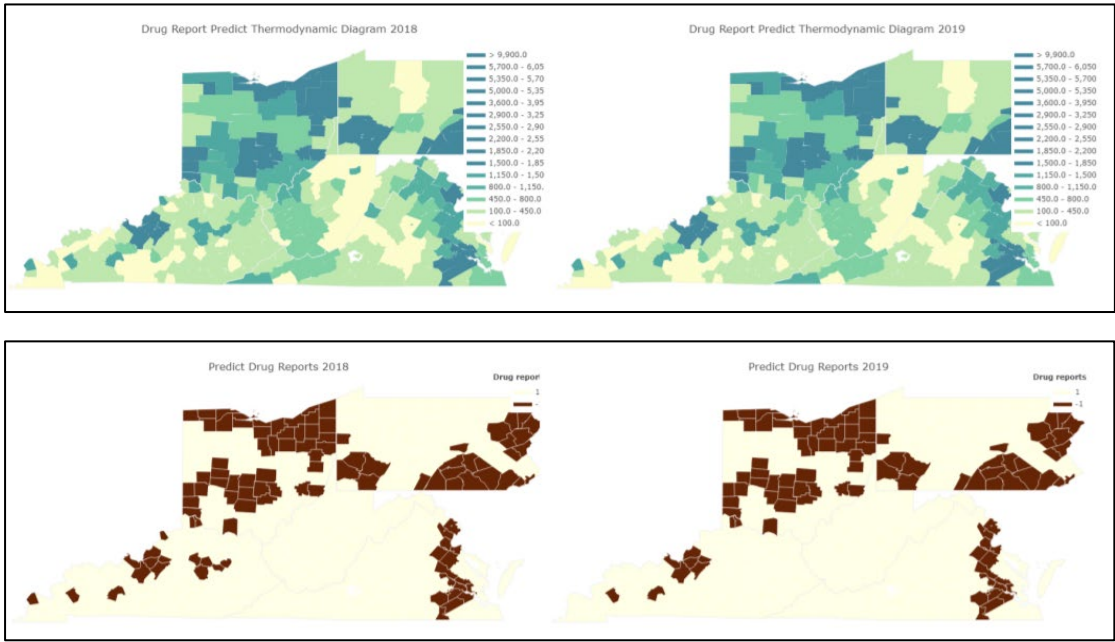 Drug Report Predict Thermodynamic Diagram 2018
> 9,900.0
5,700.0 - 6,05
5,350.0 - 5,70
5,000.0 - 5,35
3,600.0 - 3,95
2,900.0 - 3,25
2,550.0 - 2,90
2,200.0 - 2,55
1,850.0 - 2,20
1,500.0 - 1,85
1,150.0 - 1,50
800.0 - 1,150.
450.0 - 800.0
100.0 - 450.0
< 100.0
Drug Report Predict Thermodynamic Diagram 2019
> 9,900.0
5,700.0 - 6,050
5,350.0 - 5,700
5,000.0 - 5,350
3,600.0 - 3,950
2,900.0 - 3,250
2,550.0 - 2,900
2,200.0 - 2,550
1,850.0 - 2,200
1,500.0 - 1,850
1,150.0 - 1,500
800.0 - 1,150.0
450.0 - 800.0
100.0 - 450.0
< 100.0
Predict Drug Reports 2018
Drug report
1
-
Predict Drug Reports 2019
Drug reports
1
-1